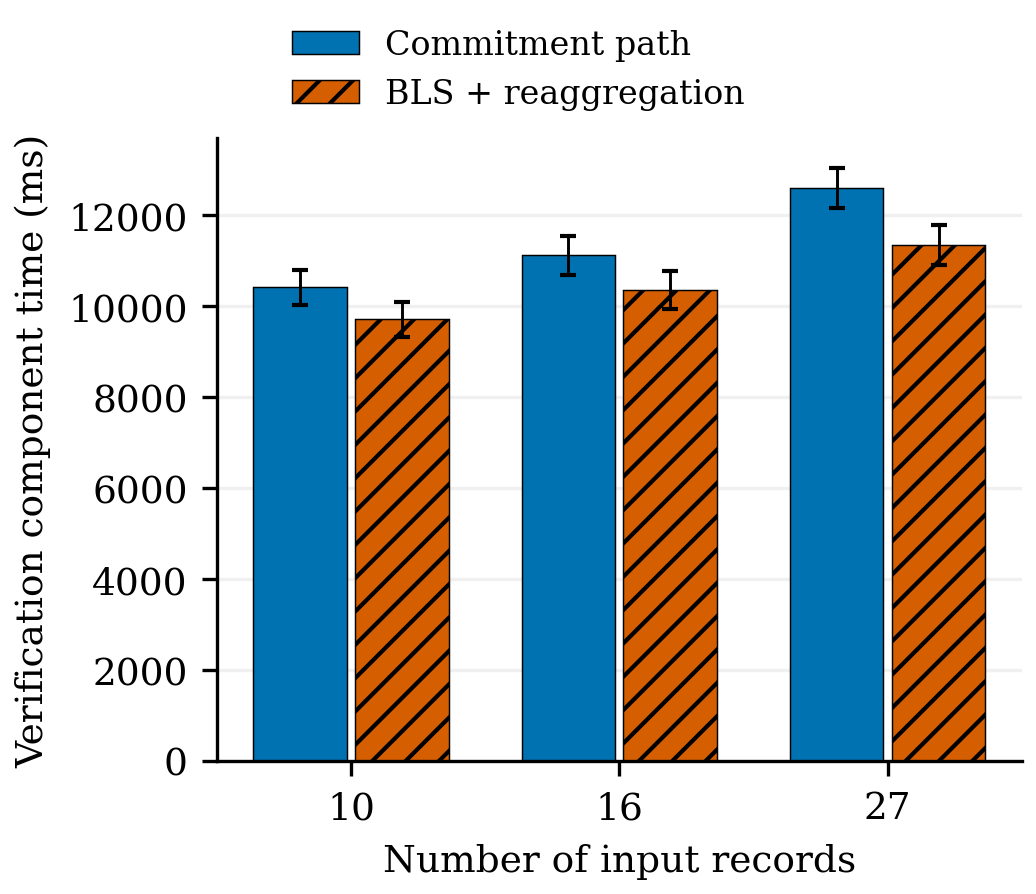 Commitment path
BLS + reaggregation
Verification component time (ms)
12000
10000
8000
6000
4000
2000
0
10 16 27
Number of input records